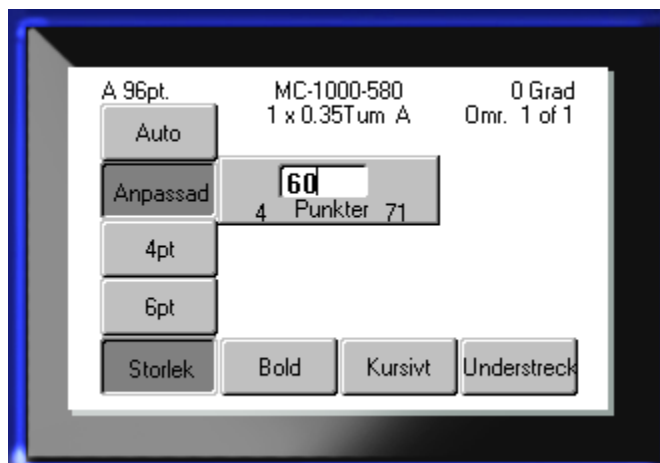 A 96pt. MC-1000-580 0 Grad
1 x 0.35Tum A Omr. 1 of 1
Auto
Anpassad
60
4 Punkter 71
4pt
6pt
Storlek Bold Kursivt Understreck